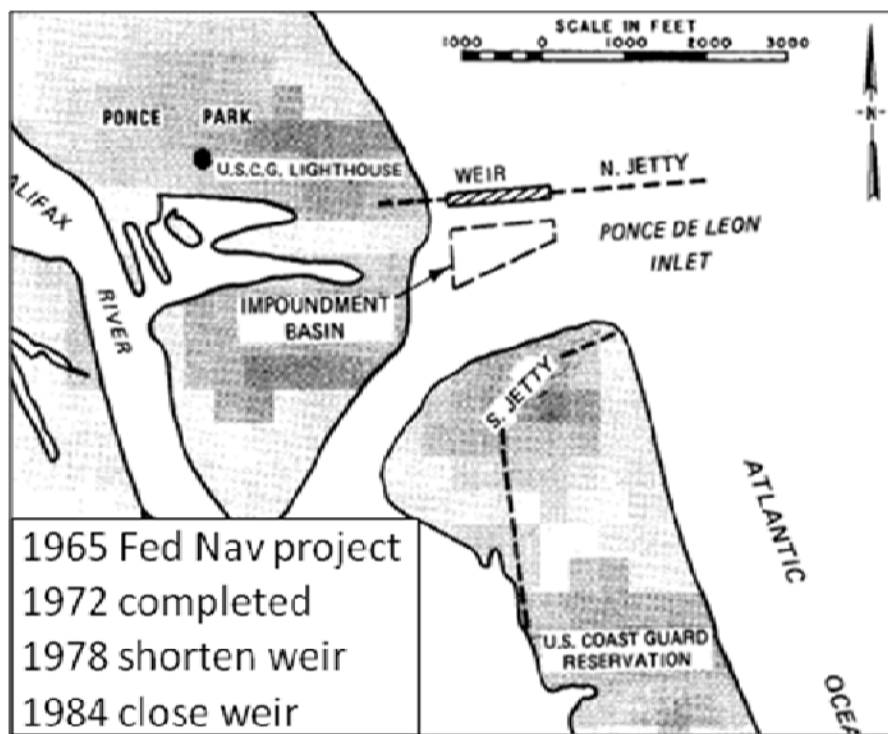 SCALE IN FEET
1000 0 1000 2000 3000
-N-
PONCE PARK
U.S.C.G. LIGHTHOUSE
WEIR
N. JETTY
ALIFAX
RIVER
PONCE DE LEON
INLET
IMPOUNDMENT
BASIN
S. JETTY
ATLANTIC
OCEA
U.S. COAST GUARD
RESERVATION
1965 Fed Nav project
1972 completed
1978 shorten weir
1984 close weir